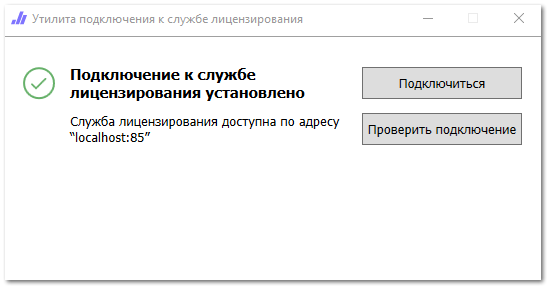 Утилита подключения к службе лицензирования
Подключение к службе
лицензирования установлено
Подключиться
Служба лицензирования доступна по адресу
“localhost:85”
Проверить подключение